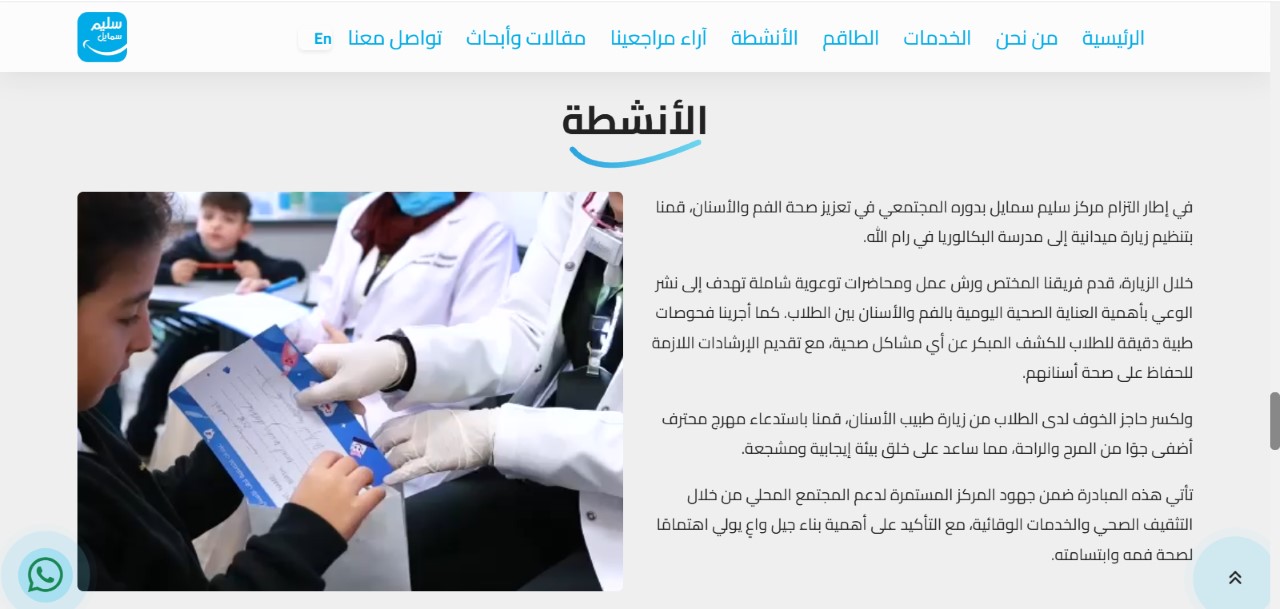 سليم
سمايل
الرئيسية
من نحن
الخدمات
الطاقم
الأنشطة
آراء مراجعينا
مقالات وأبحاث
تواصل معنا
En
الأنشطة
في إطار التزام مركز سليم سمايل بدوره المجتمعي في تعزيز صحة الفم والأسنان، قمنا
بتنظيم زيارة ميدانية إلى مدرسة البكالوريا في رام الله.
خلال الزيارة، قدم فريقنا المختص ورش عمل ومحاضرات توعوية شاملة تهدف إلى نشر
الوعي بأهمية العناية الصحية اليومية بالفم والأسنان بين الطلاب. كما أجرينا فحوصات
طبية دقيقة للطلاب للكشف المبكر عن أي مشاكل صحية، مع تقديم الإرشادات اللازمة
للحفاظ على صحة أسنانهم.
ولكسر حاجز الخوف لدى الطلاب من زيارة طبيب الأسنان، قمنا باستدعاء مهرج محترف
أضفى جوًا من المرح والراحة، مما ساعد على خلق بيئة إيجابية ومشجعة.
تأتي هذه المبادرة ضمن جهود المركز المستمرة لدعم المجتمع المحلي من خلال
التثقيف الصحي والخدمات الوقائية، مع التأكيد على أهمية بناء جيل واعٍ يولي اهتمامًا
لصحة فمه وابتسامته.